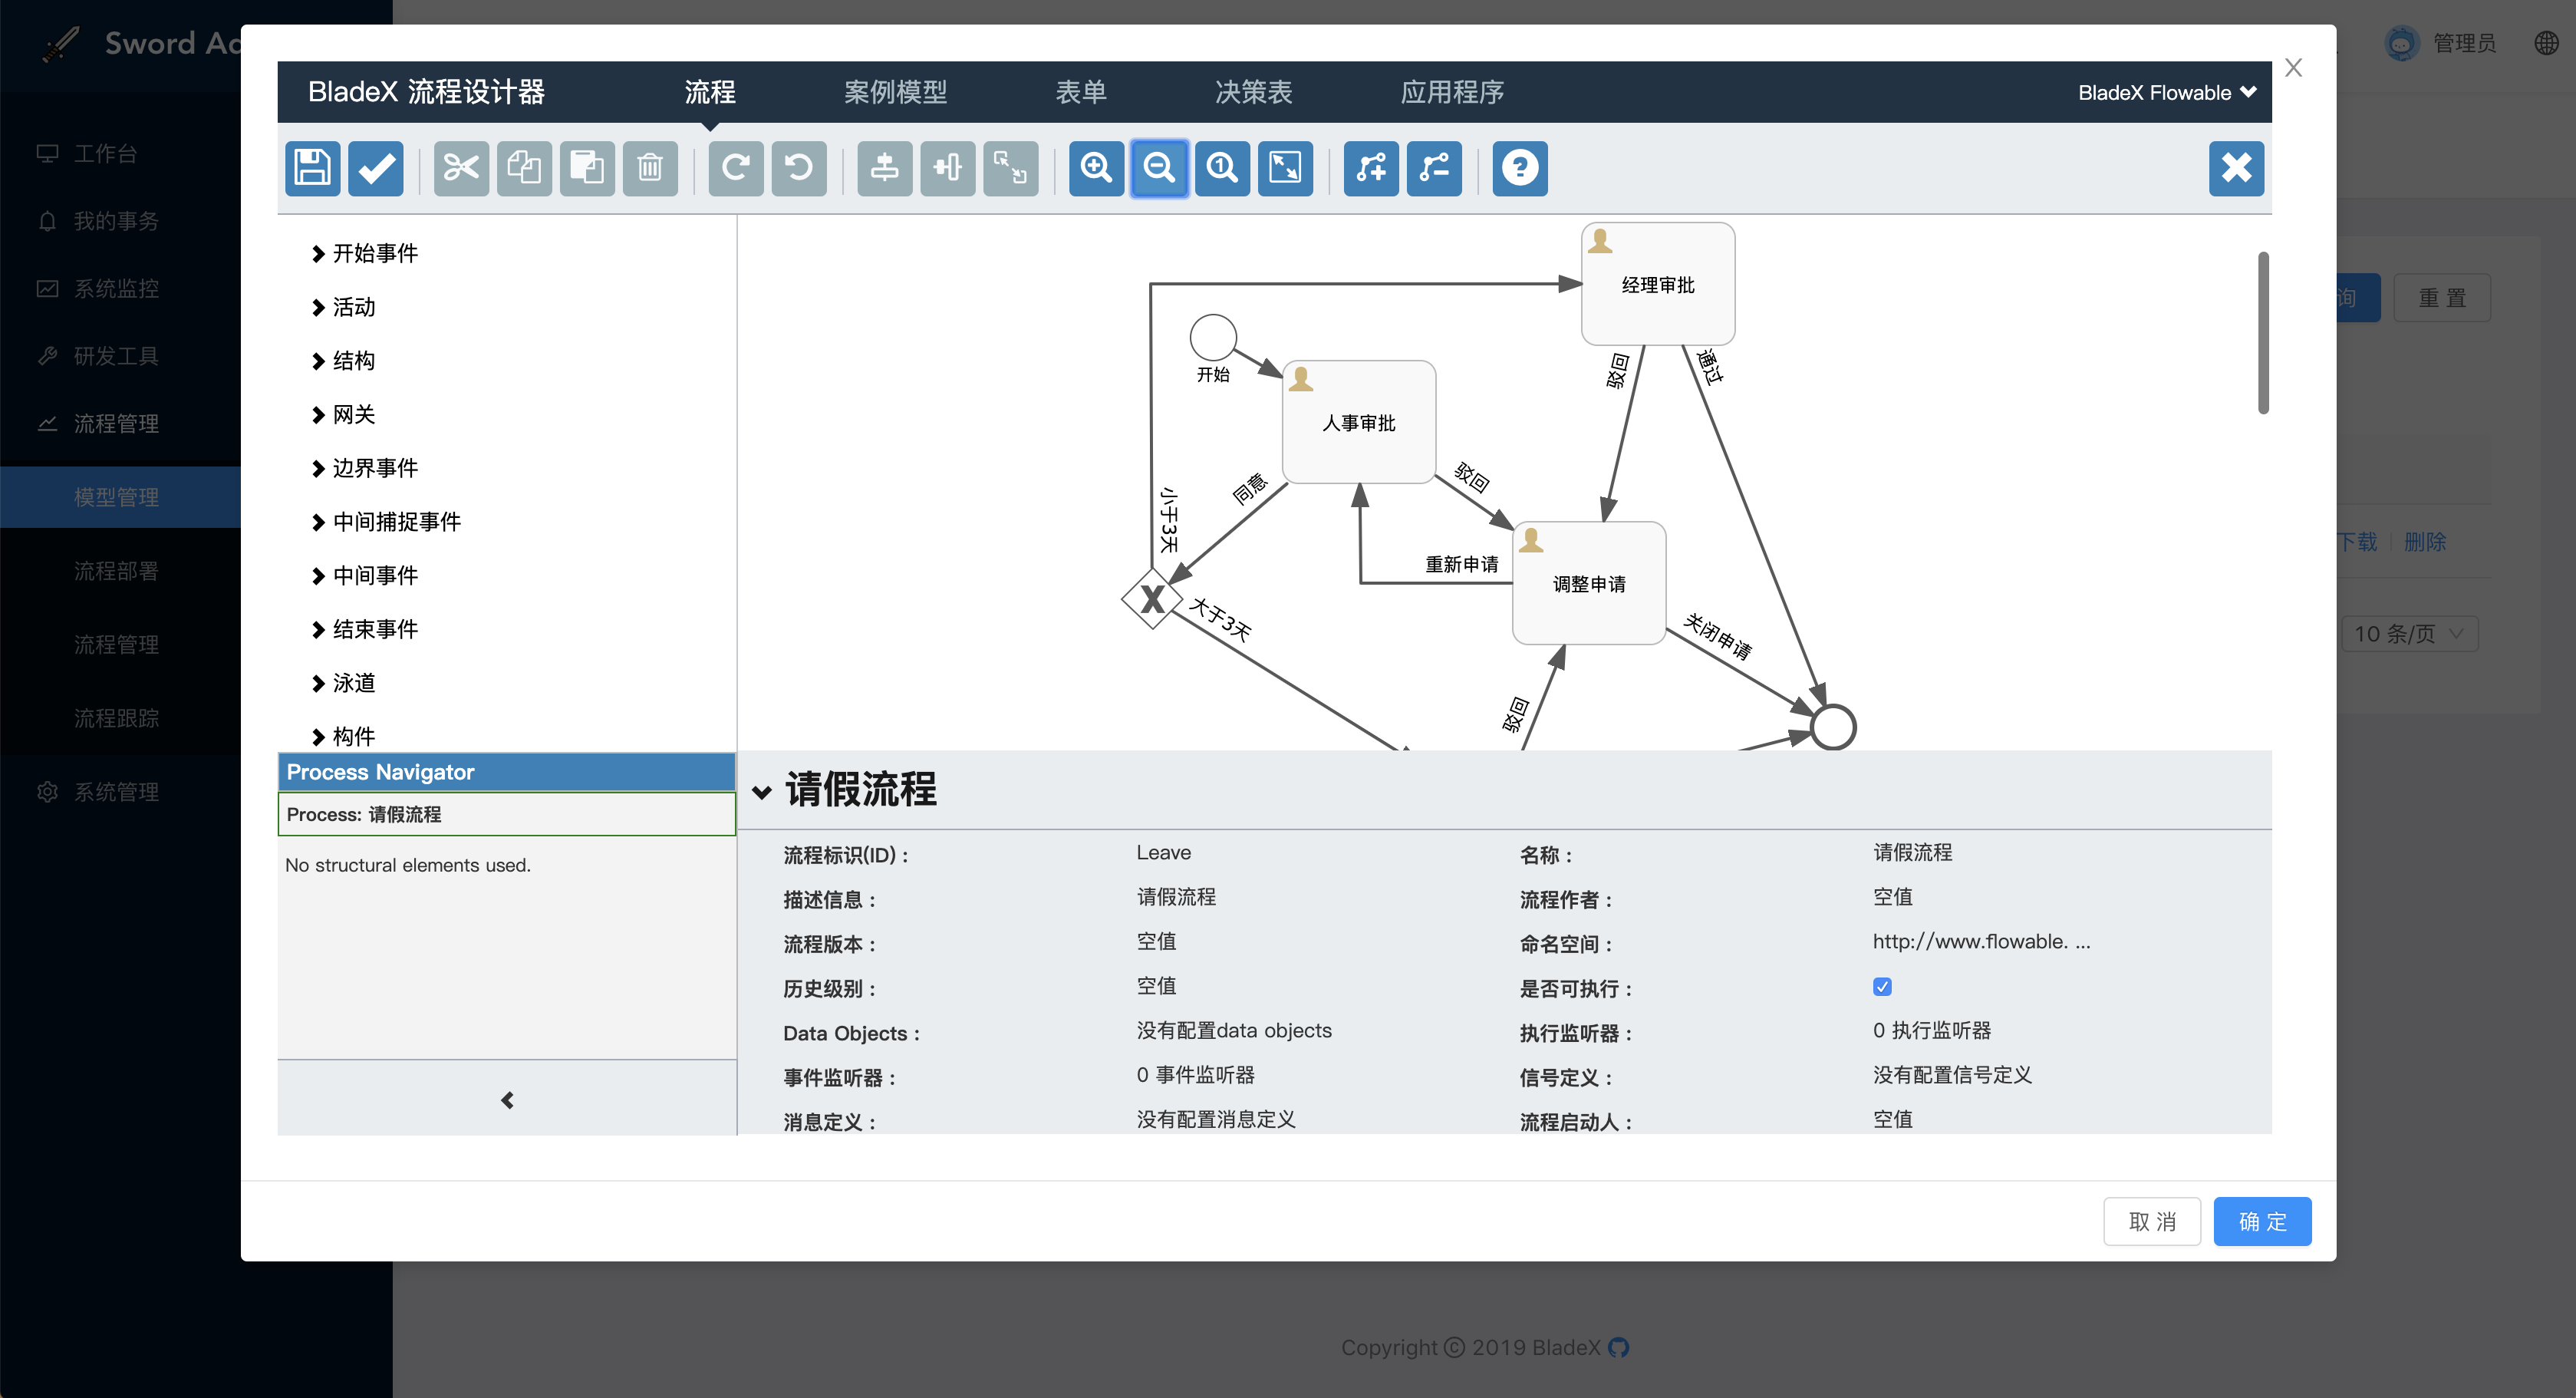 Sword Ad
管理员
工作台
我的事务
系统监控
研发工具
流程管理
模型管理
流程部署
流程管理
流程跟踪
系统管理
BladeX 流程设计器
流程
案例模型
表单
决策表
应用程序
BladeX Flowable
开始事件
活动
结构
网关
边界事件
中间捕捉事件
中间事件
结束事件
泳道
构件
经理审批
开始
人事审批
驳回
通过
同意
驳回
小于3天
重新申请
调整申请
X
大于3天
关闭申请
驳回
询
重 置
下载
删除
10 条/页
Process Navigator
Process: 请假流程
No structural elements used.
请假流程
流程标识(ID) : Leave 名称 : 请假流程
描述信息 : 请假流程 流程作者 : 空值
流程版本 : 空值 命名空间 : http://www.flowable. ...
历史级别 : 空值 是否可执行 :
Data Objects : 没有配置data objects 执行监听器 : 0 执行监听器
事件监听器 : 0 事件监听器 信号定义 : 没有配置信号定义
消息定义 : 没有配置消息定义 流程启动人 : 空值
取 消
确 定
Copyright © 2019 BladeX